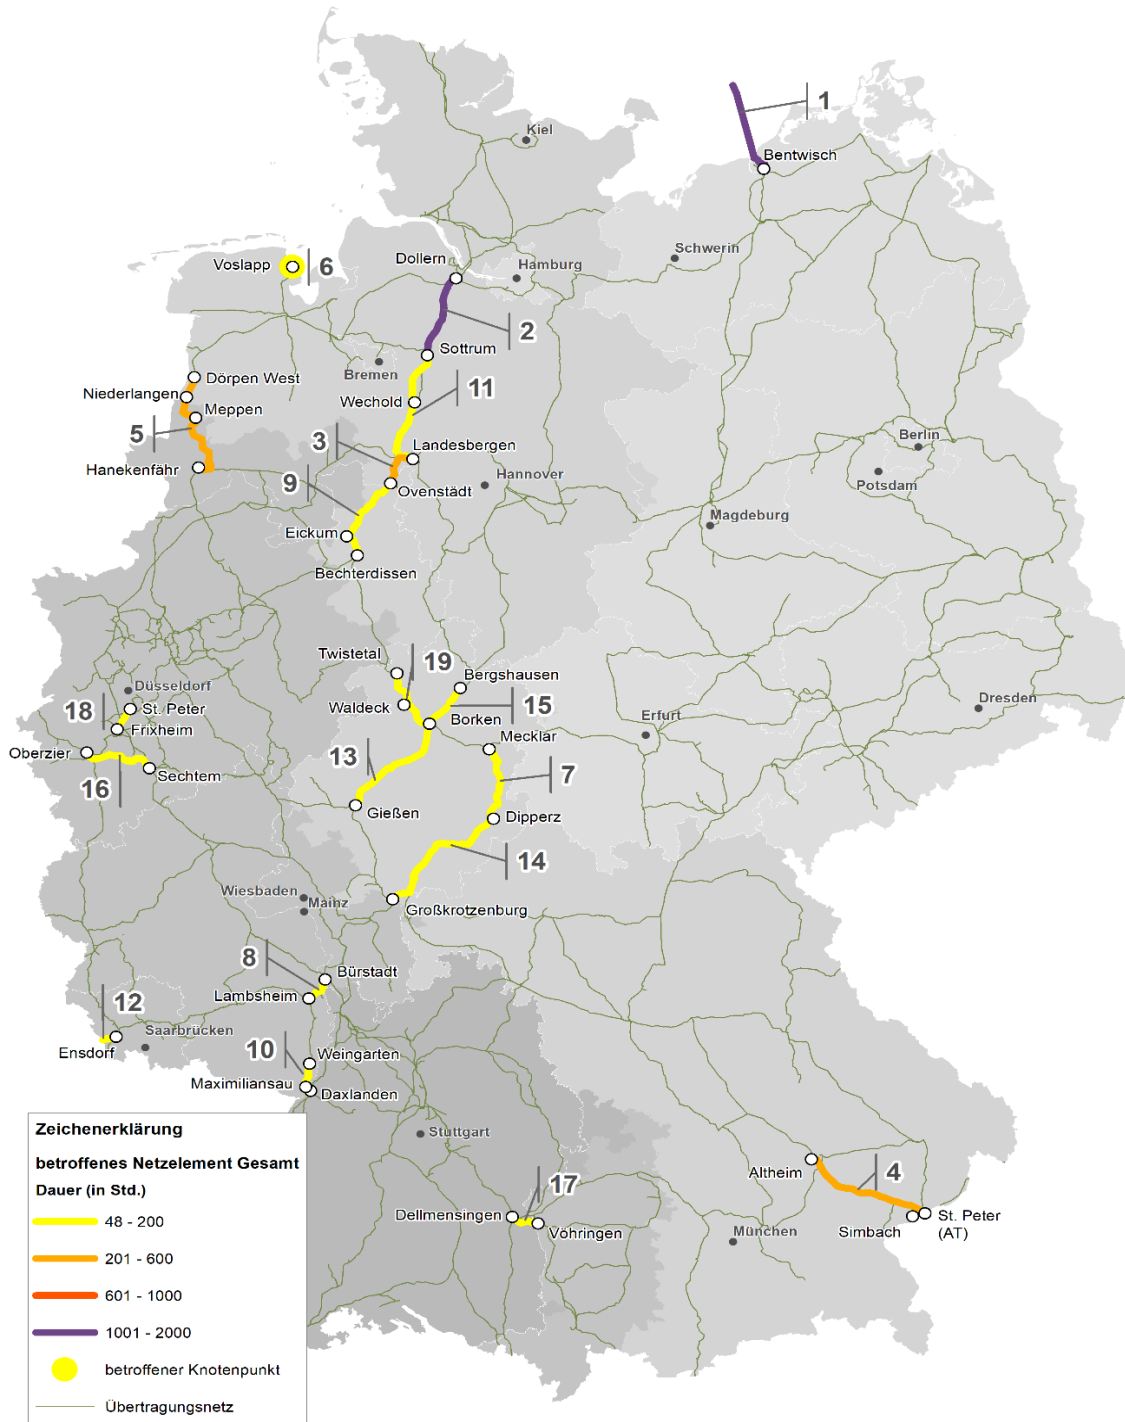 1
Kiel
Bentwisch
Schwerin
Dollern
Voslapp
6
Hamburg
2
Sottrum
Bremen
Dörpen West
Niederlangen
11
Wechold
Meppen
5
3
Landesbergen
Berlin
Hanekenfähr
Hannover
Potsdam
9
Ovenstädt
Magdeburg
Eickum
Bechterdissen
Twistetal
19
Bergshausen
Düsseldorf
18
St. Peter
Waldeck
15
Dresden
Frixheim
Borken
Erfurt
Oberzier
Mecklar
13
Sechtem
7
16
Gießen
Dipperz
14
Wiesbaden
Mainz
Großkrotzenburg
8
Bürstadt
Lambsheim
12
Saarbrücken
Ensdorf
10
Weingarten
Maximiliansau
Daxlanden
Stuttgart
Altheim
4
17
Dellmensingen
Vöhringen
München
Simbach
St. Peter
(AT)
Zeichenerklärung
betroffenes Netzelement Gesamt
Dauer (in Std.)
48 - 200
201 - 600
601 - 1000
1001 - 2000
betroffener Knotenpunkt
Übertragungsnetz